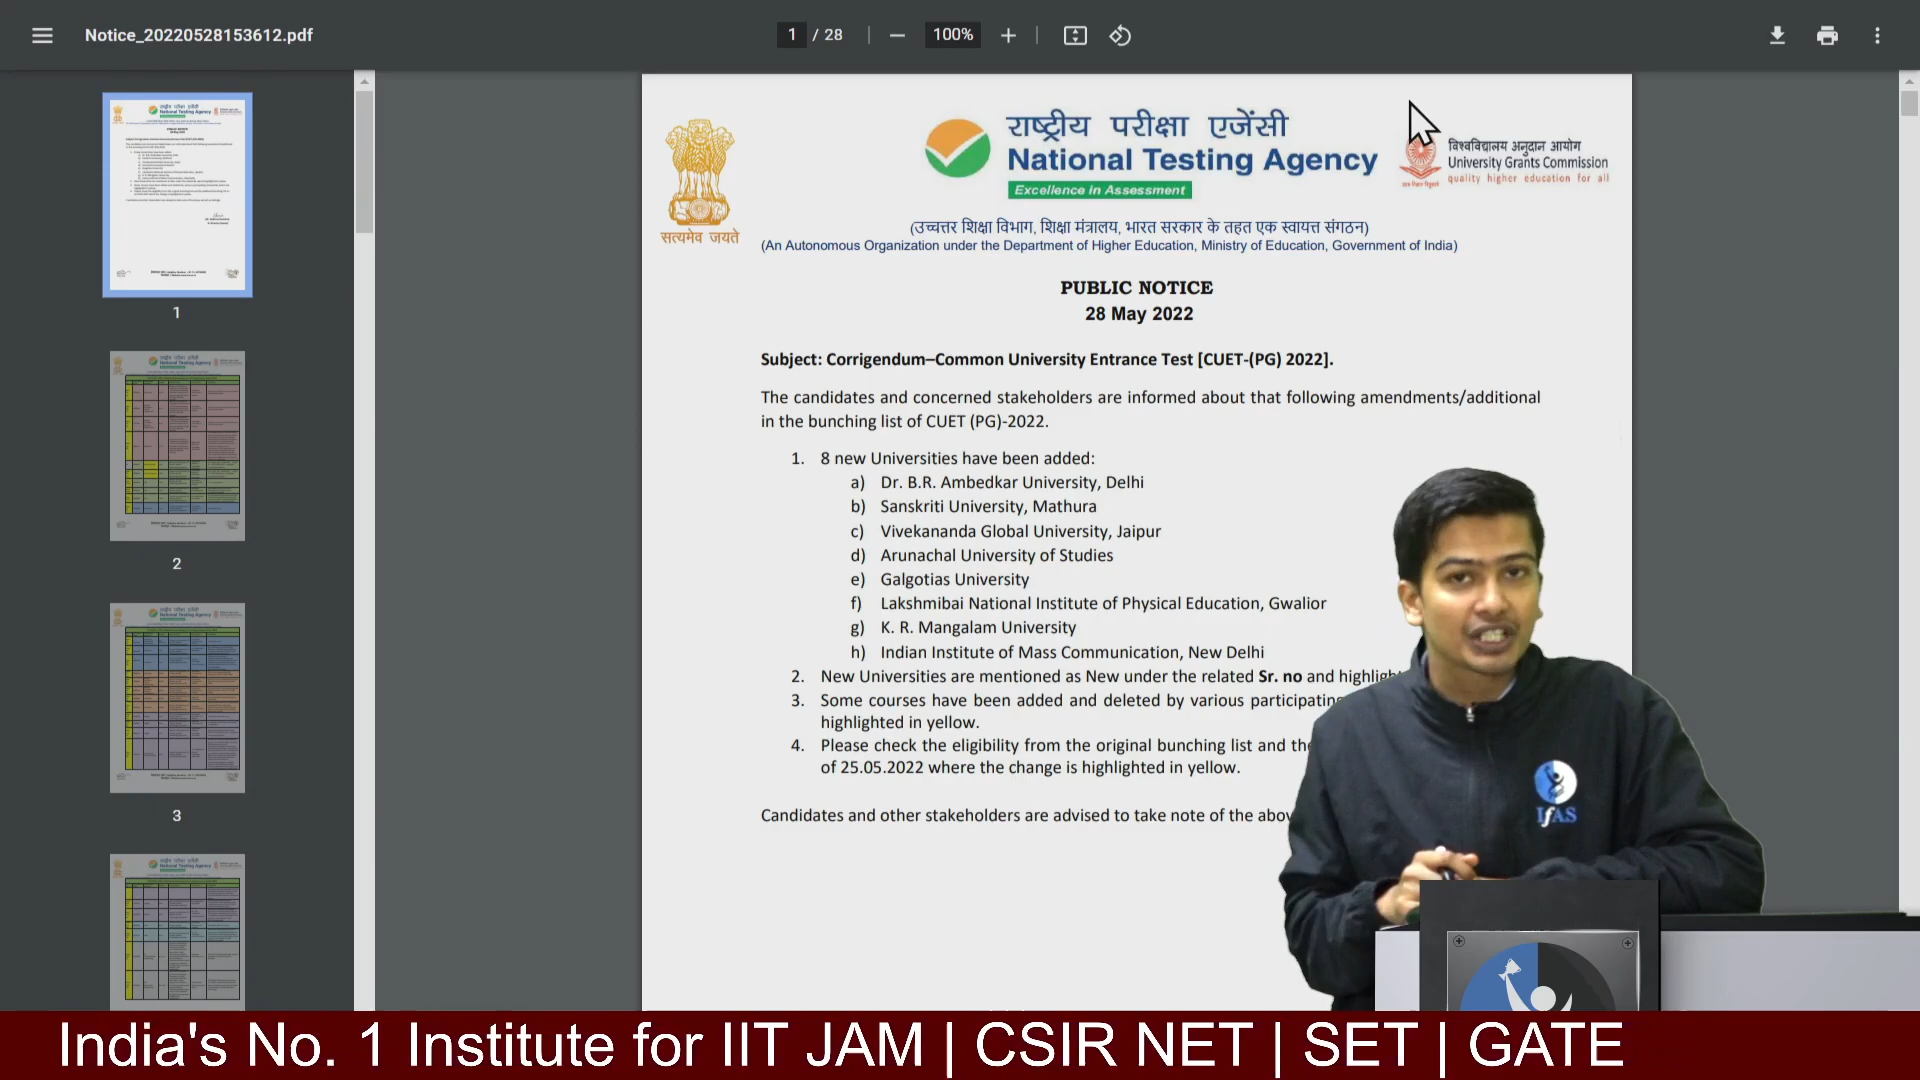 Notice_20220528153612.pdf
1 / 28
100%
राष्ट्रीय परीक्षा एजेंसी
National Testing Agency
Excellence in Assessment
विश्वविद्यालय अनुदान आयोग
University Grants Commission
quality higher education for all
सत्यमेव जयते
(उच्चत्तर शिक्षा विभाग, शिक्षा मंत्रालय, भारत सरकार के तहत एक स्वायत्त संगठन)
(An Autonomous Organization under the Department of Higher Education, Ministry of Education, Government of India)
PUBLIC NOTICE
28 May 2022
Subject: Corrigendum–Common University Entrance Test [CUET-(PG) 2022].
The candidates and concerned stakeholders are informed about that following amendments/additional
in the bunching list of CUET (PG)-2022.
1. 8 new Universities have been added:
a) Dr. B.R. Ambedkar University, Delhi
b) Sanskriti University, Mathura
c) Vivekananda Global University, Jaipur
d) Arunachal University of Studies
e) Galgotias University
f) Lakshmibai National Institute of Physical Education, Gwalior
g) K. R. Mangalam University
h) Indian Institute of Mass Communication, New Delhi
2. New Universities are mentioned as New under the related Sr. no and
3. Some courses have been added and deleted by various
highlighted in yellow.
4. Please check the eligibility from the original bunching list and
of 25.05.2022 where the change is highlighted in yellow.
Candidates and other stakeholders are advised to take note of the
1
2
3
IfAS
India's No. 1 Institute for IIT JAM | CSIR NET | SET | GATE